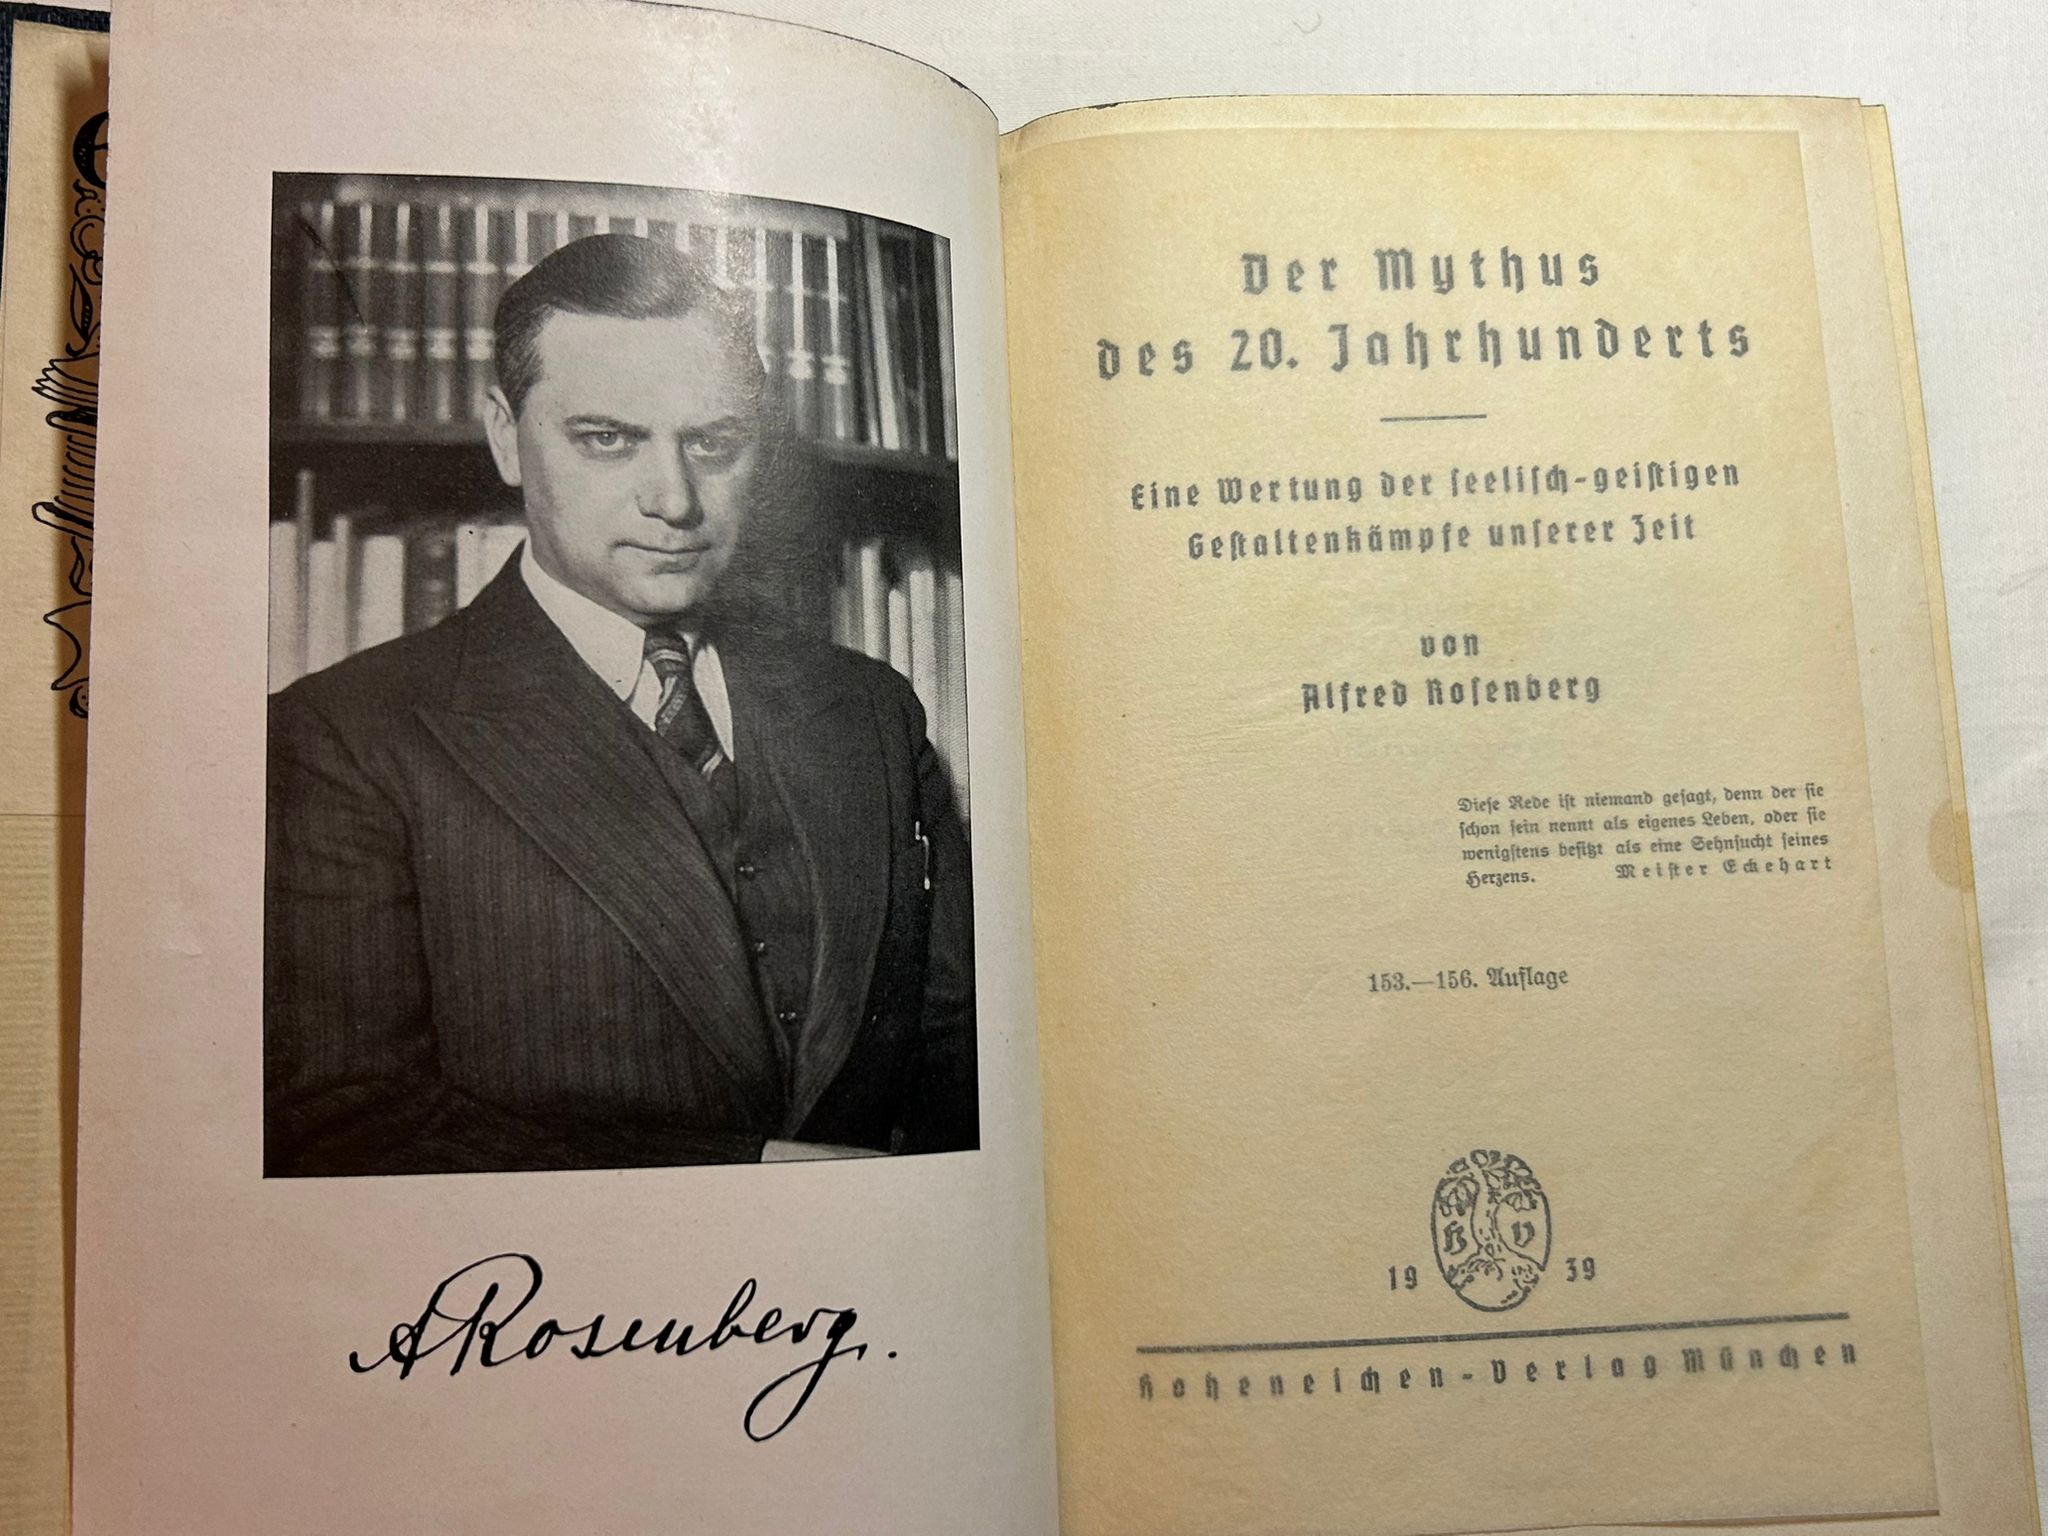 ARosenberg.
Der Mythus
des 20. Jahrhunderts
Eine Wertung der seelisch-geistigen
Gestaltenkämpfe unserer Zeit
von
Alfred Rosenberg
Diese Rede ist niemand gesagt, denn der sie
schon sein nennt als eigenes Leben, oder sie
wenigstens besitzt als eine Sehnsucht seines
Herzens. Meister Eckehart
153.—156. Auflage
H V
19 39
Hoheneichen-Verlag München